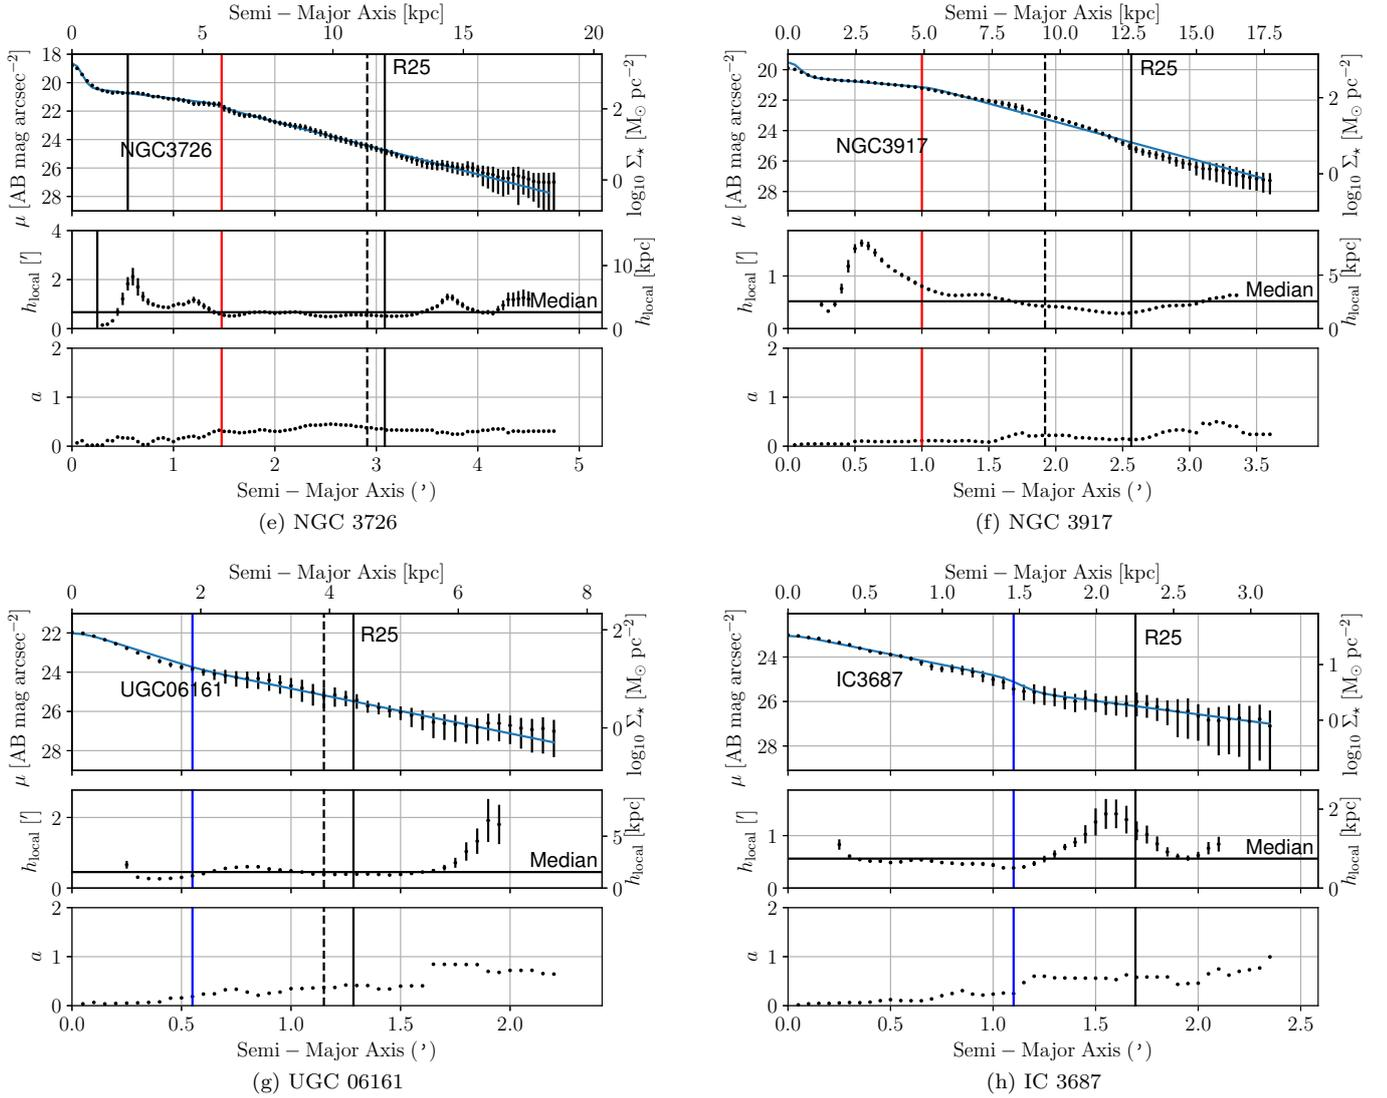 Semi − Major Axis [kpc]
0 5 10 15 20
18
20
22
24
26
28
μ [AB mag arcsec⁻²]
R25
NGC3726
2
0
log₁₀ Σ⋆ [M⊙ pc⁻²]
4
2
0
h_local [′]
Median
10
0
h_local [kpc]
2
1
0
a
0 1 2 3 4 5
Semi − Major Axis (′)
(e) NGC 3726
Semi − Major Axis [kpc]
0.0 2.5 5.0 7.5 10.0 12.5 15.0 17.5
20
22
24
26
28
μ [AB mag arcsec⁻²]
R25
NGC3917
2
0
log₁₀ Σ⋆ [M⊙ pc⁻²]
1
0
h_local [′]
Median
5
0
h_local [kpc]
2
1
0
a
0.0 0.5 1.0 1.5 2.0 2.5 3.0 3.5
Semi − Major Axis (′)
(f) NGC 3917
Semi − Major Axis [kpc]
0 2 4 6 8
22
24
26
28
μ [AB mag arcsec⁻²]
R25
UGC06161
2
0
log₁₀ Σ⋆ [M⊙ pc⁻²]
2
0
h_local [′]
Median
5
0
h_local [kpc]
2
1
0
a
0.0 0.5 1.0 1.5 2.0
Semi − Major Axis (′)
(g) UGC 06161
Semi − Major Axis [kpc]
0.0 0.5 1.0 1.5 2.0 2.5 3.0
24
26
28
μ [AB mag arcsec⁻²]
R25
IC3687
1
0
log₁₀ Σ⋆ [M⊙ pc⁻²]
1
0
h_local [′]
Median
2
0
h_local [kpc]
2
1
0
a
0.0 0.5 1.0 1.5 2.0 2.5
Semi − Major Axis (′)
(h) IC 3687